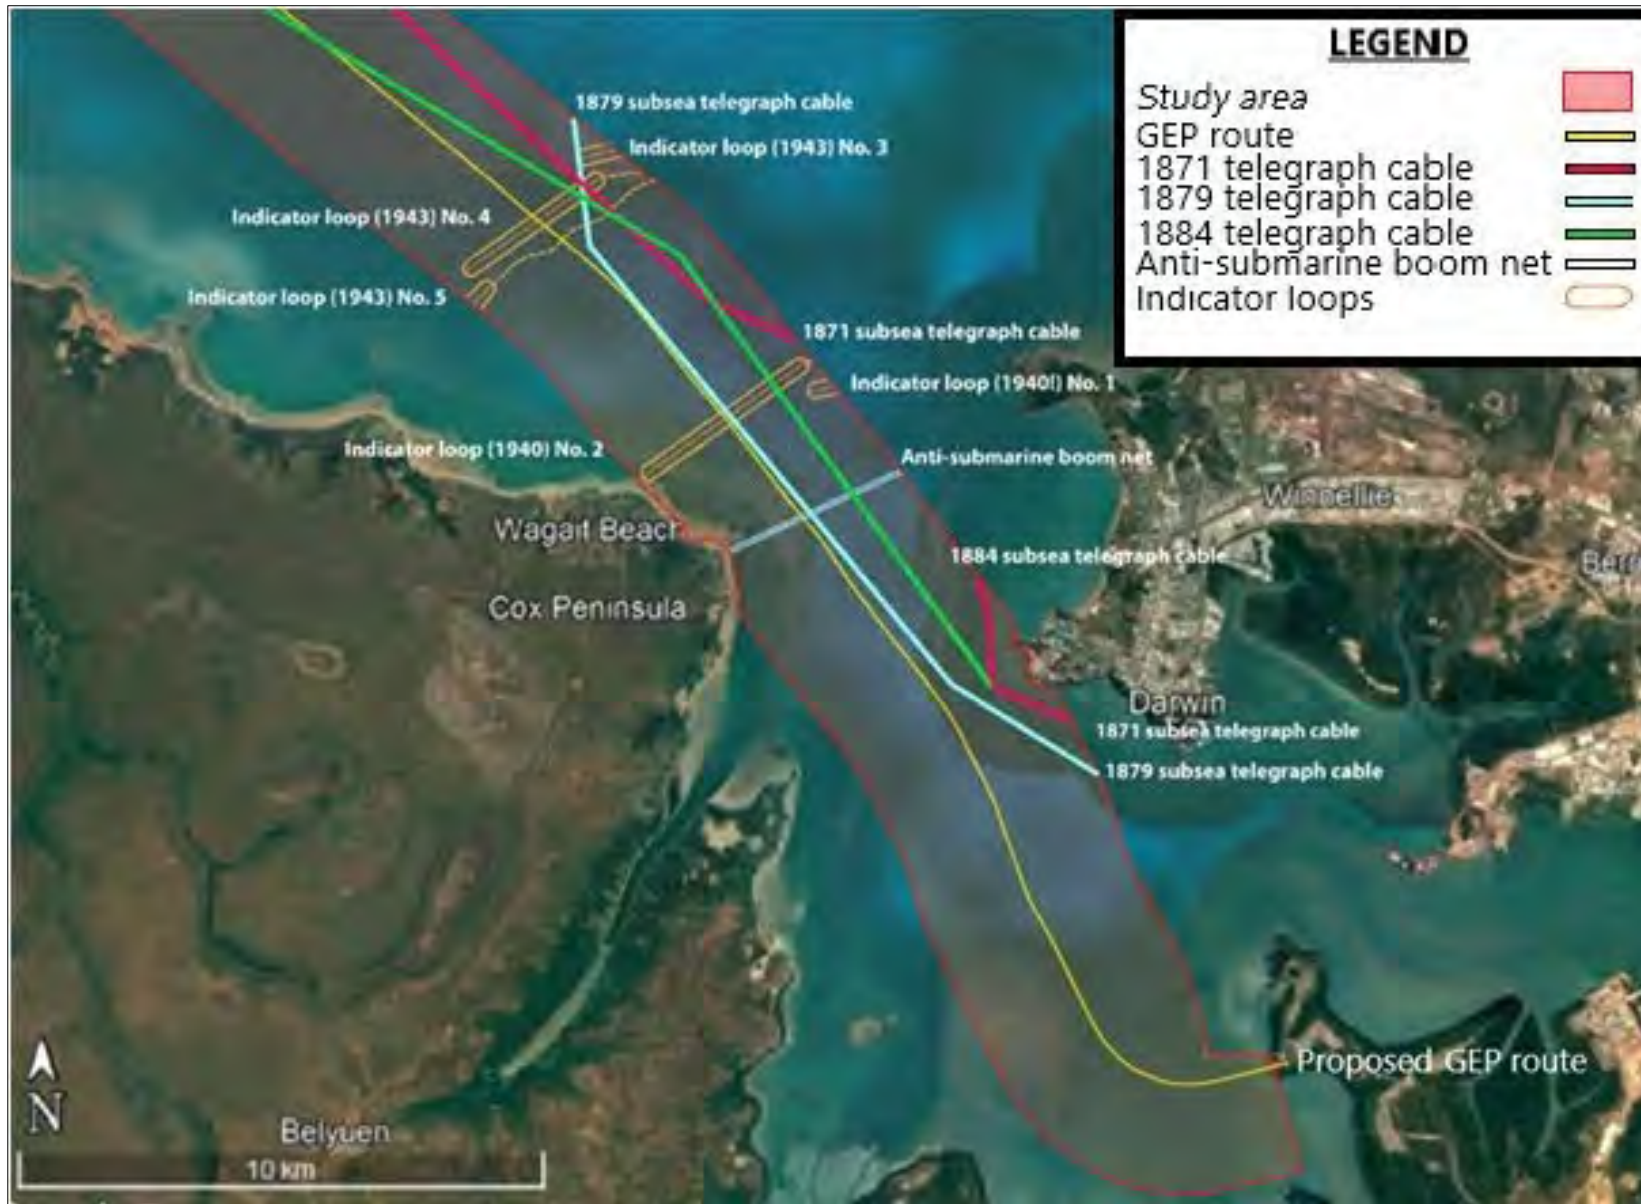 LEGEND
Study area
GEP route
1871 telegraph cable
1879 telegraph cable
1884 telegraph cable
Anti-submarine boom net
Indicator loops
1879 subsea telegraph cable
Indicator loop (1943) No. 3
Indicator loop (1943) No. 4
Indicator loop (1943) No. 5
1871 subsea telegraph cable
Indicator loop (1940!) No. 1
Indicator loop (1940) No. 2
Anti-submarine boom net
Winnellie
Wagait Beach
1884 subsea telegraph cable
Cox Peninsula
Darwin
1871 subsea telegraph cable
1879 subsea telegraph cable
Proposed GEP route
N
Belyuen
10 km